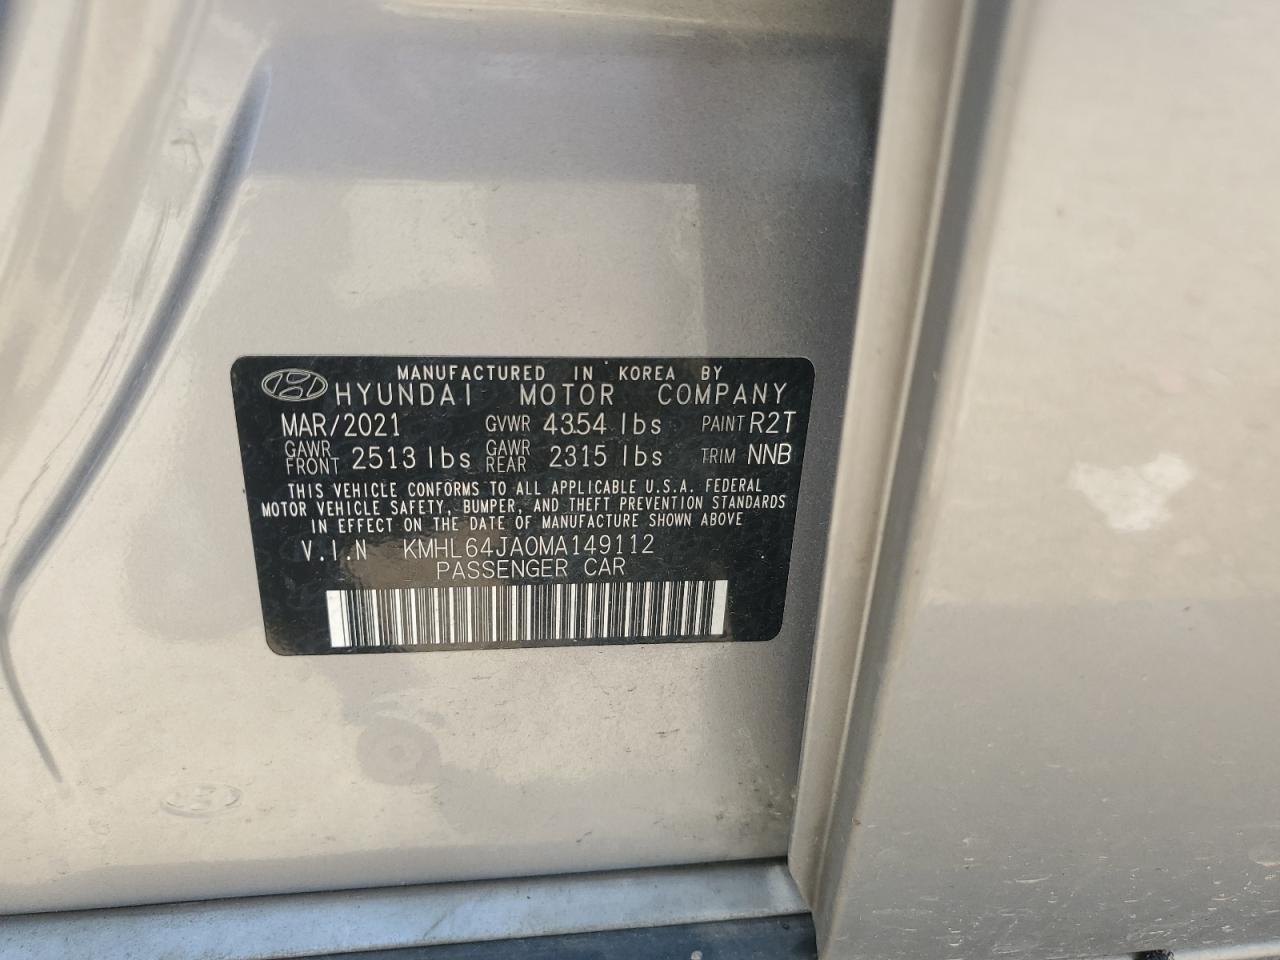 MANUFACTURED IN KOREA BY
HYUNDAI MOTOR COMPANY
MAR/2021 GVWR 4354 lbs PAINT R2T
GAWR FRONT 2513 lbs GAWR REAR 2315 lbs TRIM NNB
THIS VEHICLE CONFORMS TO ALL APPLICABLE U.S.A. FEDERAL
MOTOR VEHICLE SAFETY, BUMPER, AND THEFT PREVENTION STANDARDS
IN EFFECT ON THE DATE OF MANUFACTURE SHOWN ABOVE
V.I.N KMHL64JA0MA149112
PASSENGER CAR